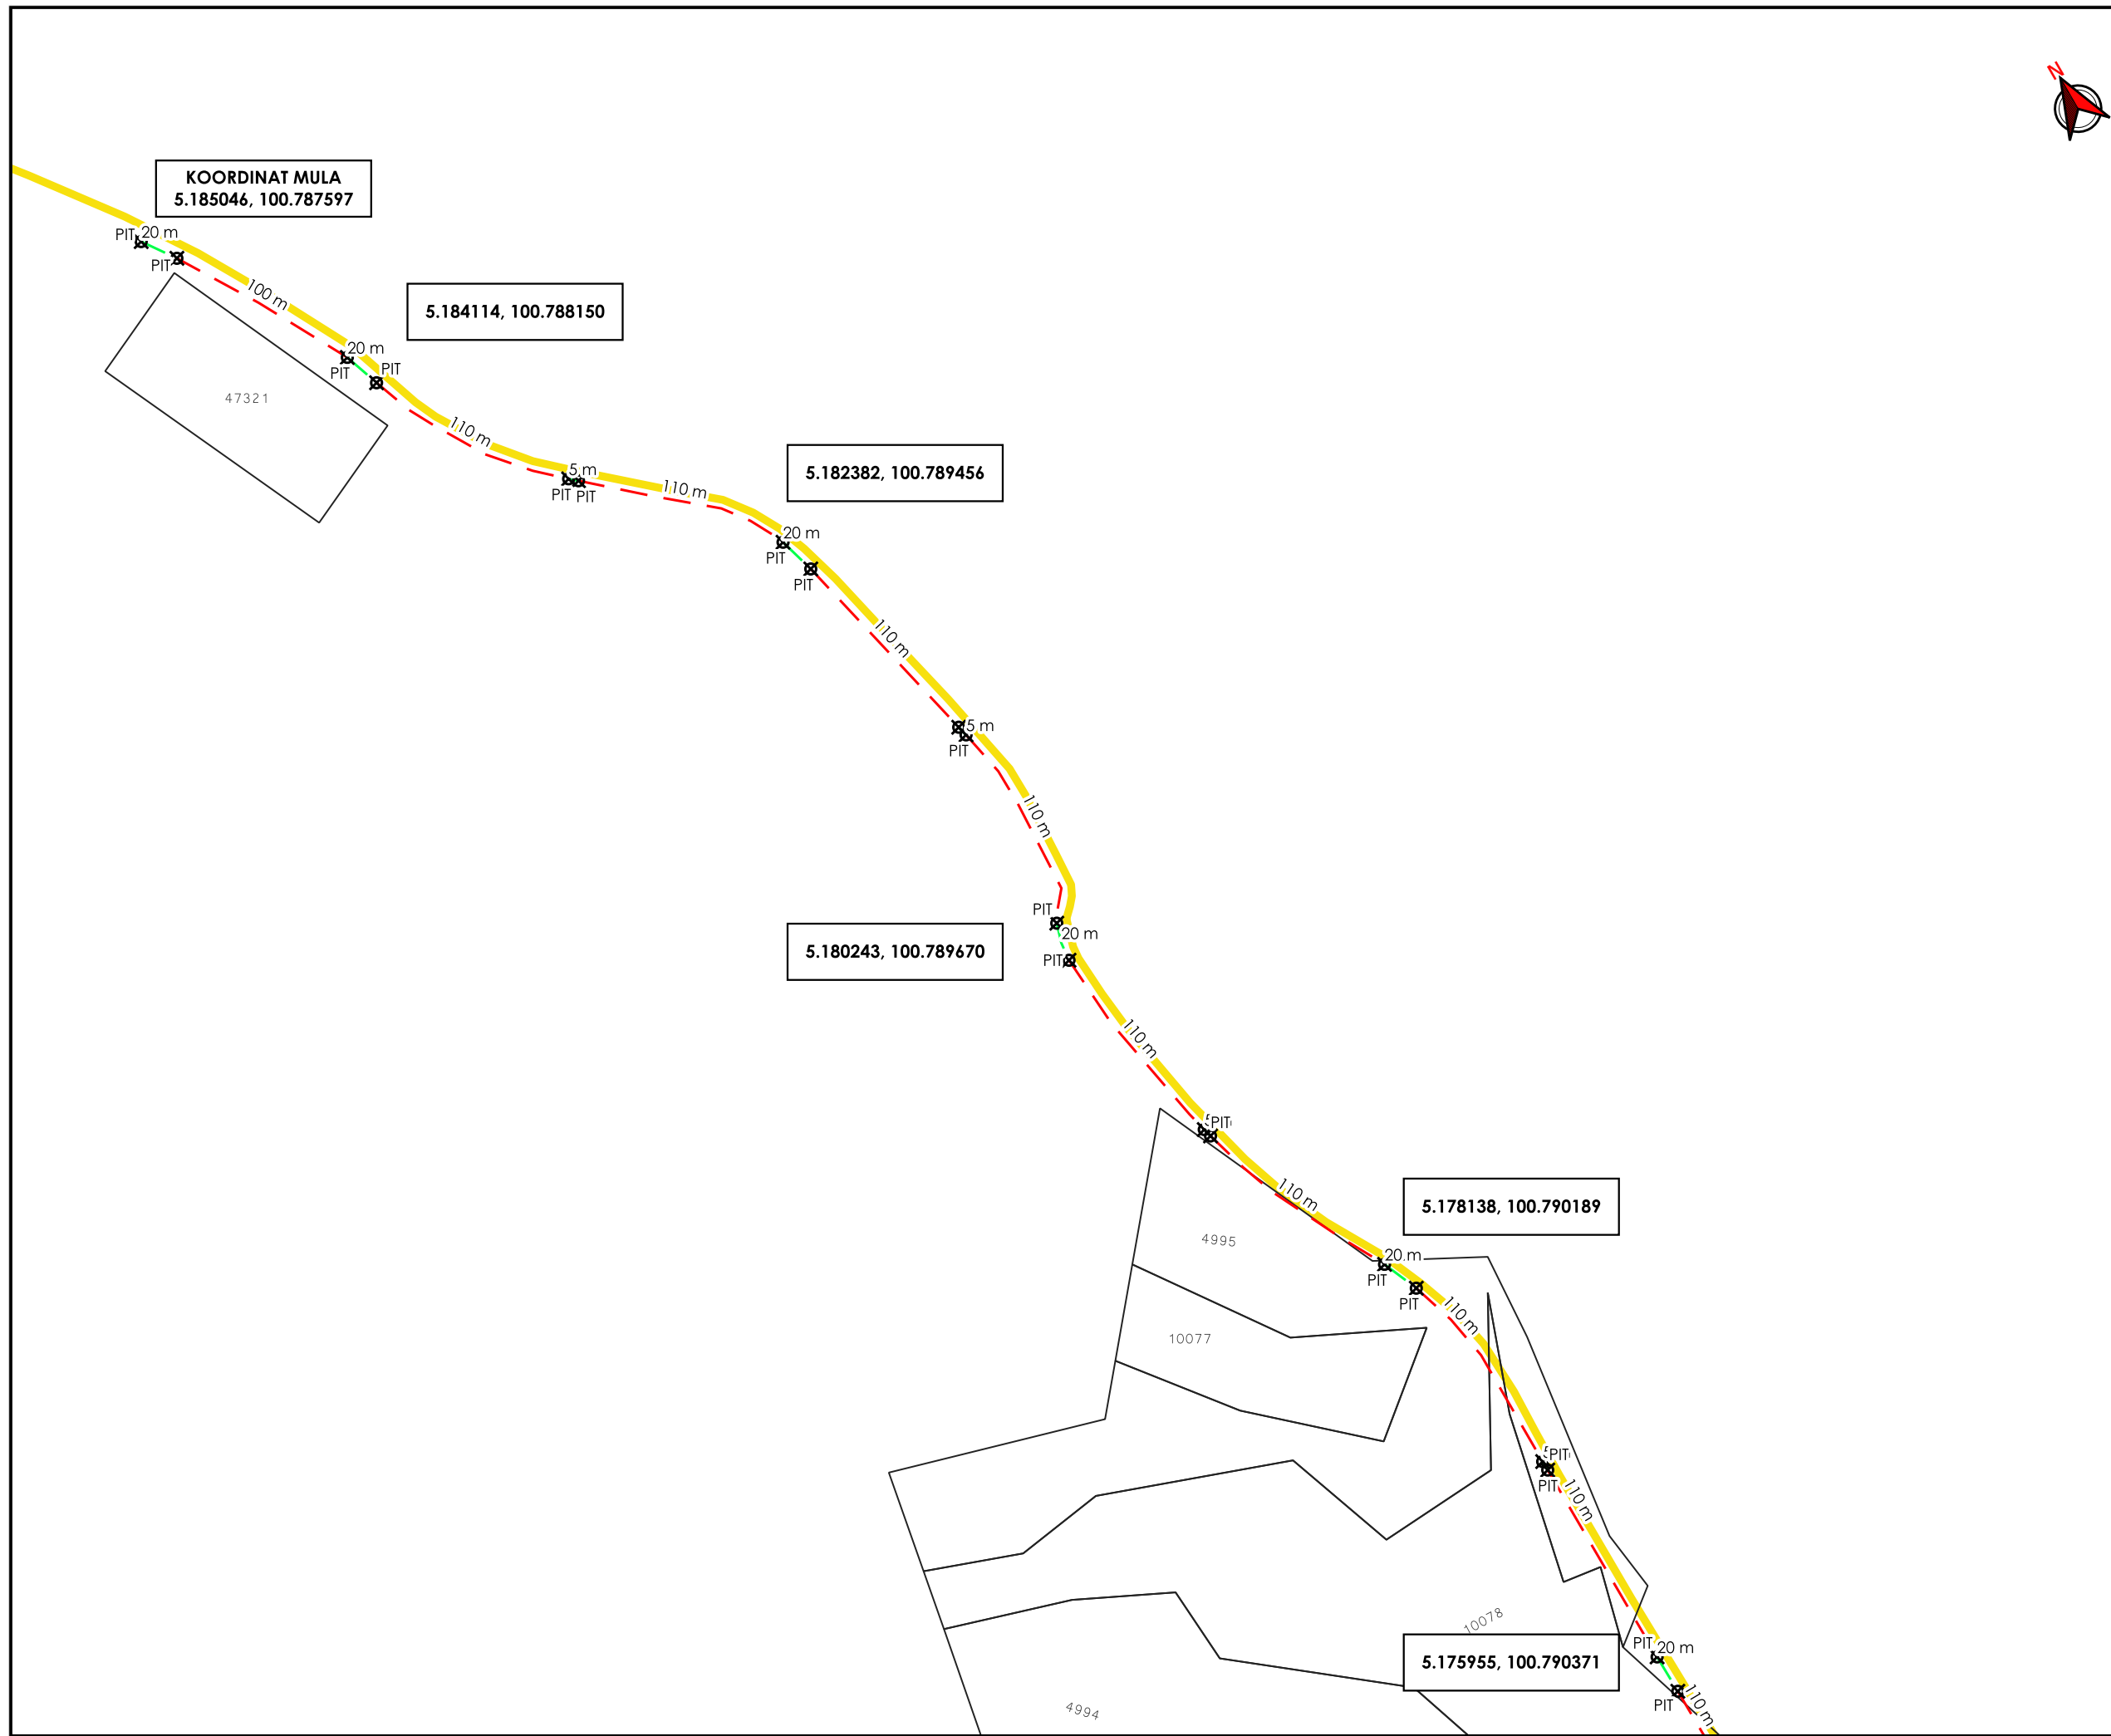 N
KOORDINAT MULA
5.185046, 100.787597
PIT
20 m
PIT
100 m
5.184114, 100.788150
20 m
PIT
PIT
47321
110 m
5.182382, 100.789456
5 m
PIT
PIT
110 m
20 m
PIT
PIT
110 m
5 m
PIT
110 m
PIT
5.180243, 100.789670
20 m
PIT
110 m
PIT
110 m
5.178138, 100.790189
4995
20 m
PIT
PIT
110 m
10077
PIT
PIT
110 m
10078
5.175955, 100.790371
PIT
20 m
PIT
110 m
4994